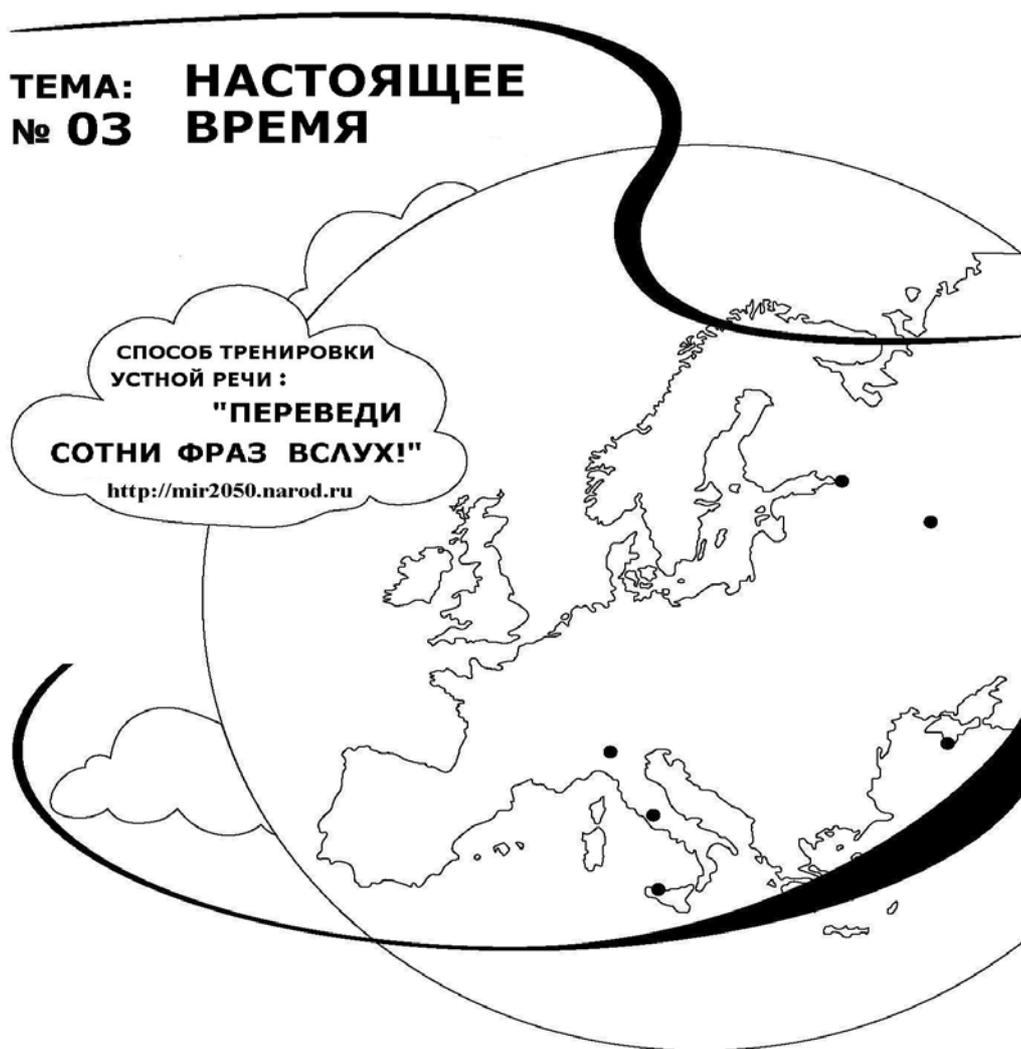 ТЕМА: НАСТОЯЩЕЕ
№ 03 ВРЕМЯ
СПОСОБ ТРЕНИРОВКИ
УСТНОЙ РЕЧИ :
"ПЕРЕВЕДИ
СОТНИ ФРАЗ ВСЛУХ!"
http://mir2050.narod.ru